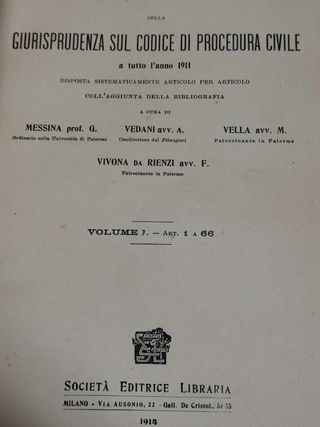 DELLA
GIURISPRUDENZA SUL CODICE DI PROCEDURA CIVILE
a tutto l'anno 1911
DISPOSTA SISTEMATICAMENTE ARTICOLO PER ARTICOLO
COLL'AGGIUNTA DELLA BIBLIOGRAFIA
A CURA DI
MESSINA prof. G. VEDANI avv. A. VELLA avv. M.
Ordinario nella Università di Palermo Condirettore del Filangieri Patrocinante in Palermo
VIVONA DA RIENZI avv. F.
Patrocinante in Palermo
VOLUME I. — ART. 1 A 66
SOCIETÀ EDITRICE LIBRARIA
MILANO - VIA AUSONIO, 22 - Gall. De Cristof., 54 55
1914